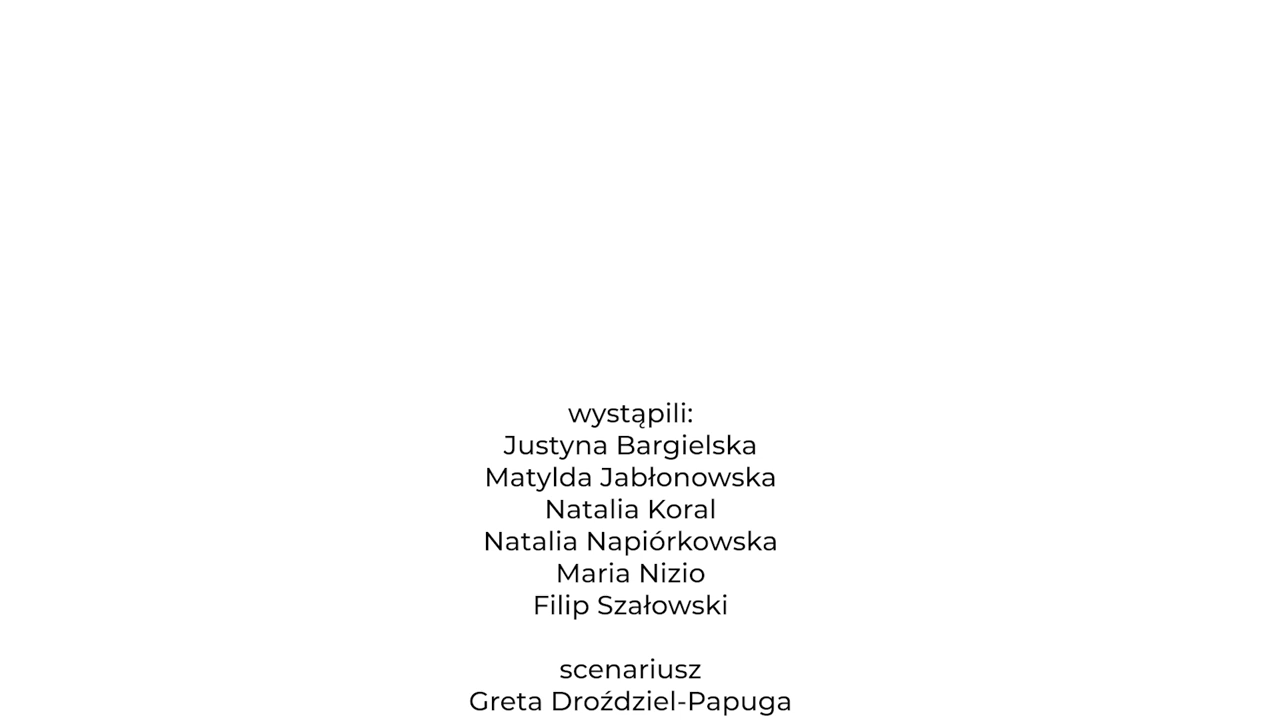 wystąpili:
Justyna Bargielska
Matylda Jabłonowska
Natalia Koral
Natalia Napiórkowska
Maria Nizio
Filip Szałowski
scenariusz
Greta Droździel-Papuga